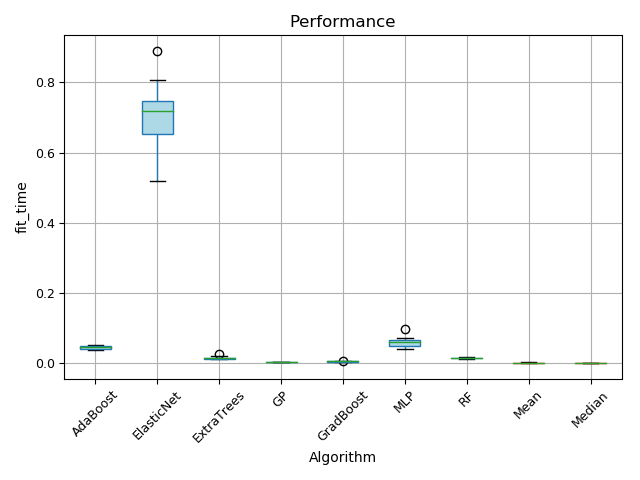 Performance
fit_time
0.8
0.6
0.4
0.2
0.0
AdaBoost
ElasticNet
ExtraTrees
GP
GradBoost
MLP
RF
Mean
Median
Algorithm